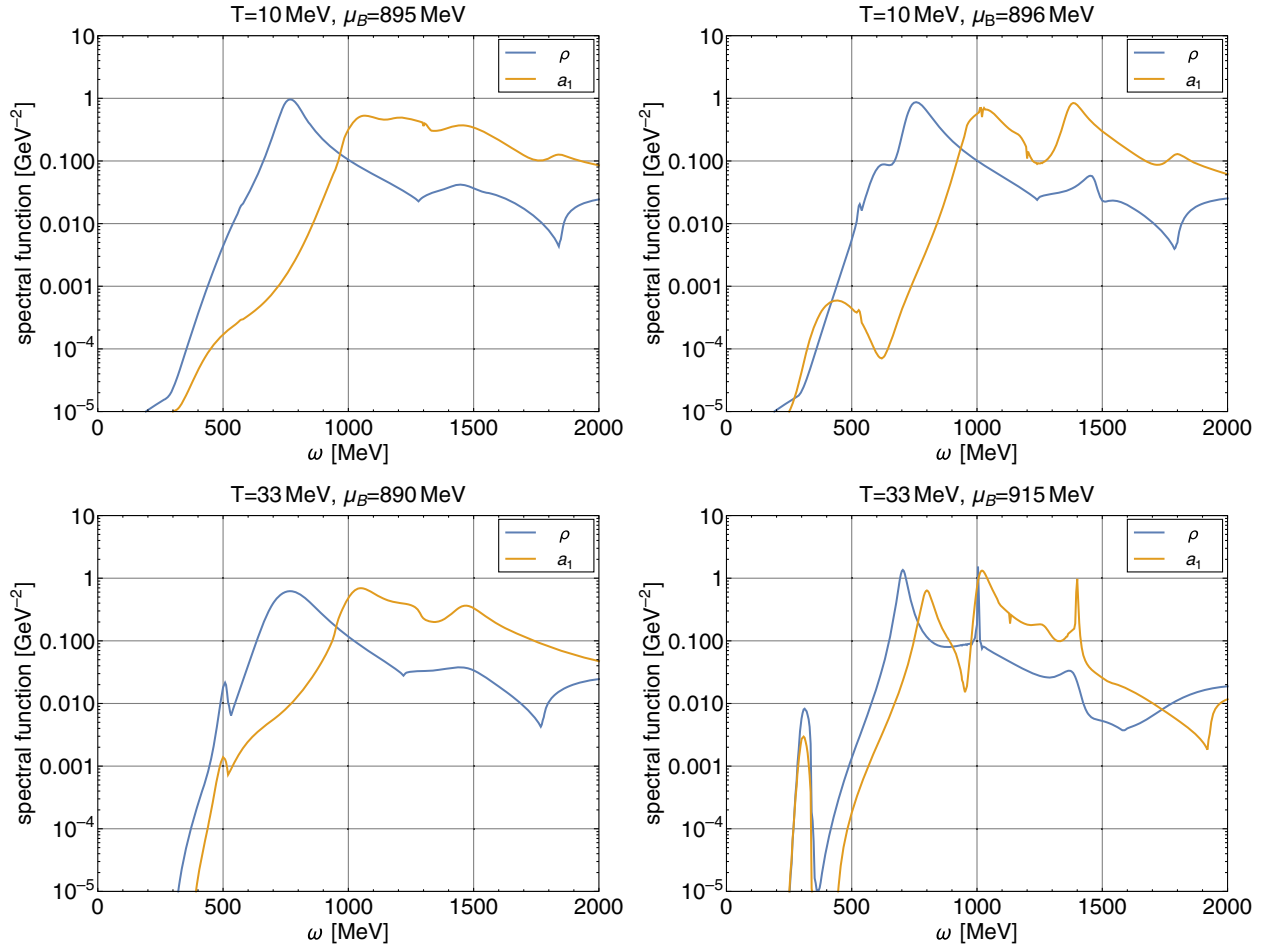 T=10 MeV, μB=895 MeV
ρ
a1
spectral function [GeV−2]
10
1
0.100
0.010
0.001
10−4
10−5
0 500 1000 1500 2000
ω [MeV]
T=10 MeV, μB=896 MeV
ρ
a1
spectral function [GeV−2]
10
1
0.100
0.010
0.001
10−4
10−5
0 500 1000 1500 2000
ω [MeV]
T=33 MeV, μB=890 MeV
ρ
a1
spectral function [GeV−2]
10
1
0.100
0.010
0.001
10−4
10−5
0 500 1000 1500 2000
ω [MeV]
T=33 MeV, μB=915 MeV
ρ
a1
spectral function [GeV−2]
10
1
0.100
0.010
0.001
10−4
10−5
0 500 1000 1500 2000
ω [MeV]